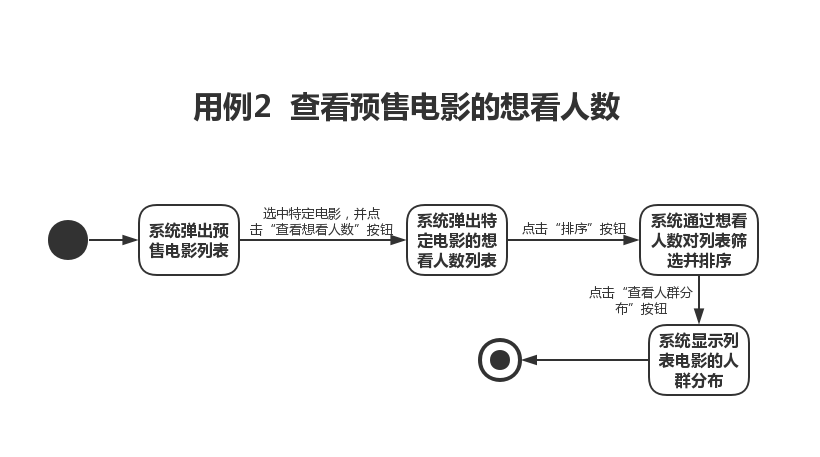 用例2 查看预售电影的想看人数
系统弹出预
售电影列表
选中特定电影，并点
击“查看想看人数”按钮
系统弹出特
定电影的想
看人数列表
点击“排序”按钮
系统通过想看
人数对列表筛
选并排序
点击“查看人群分
布”按钮
系统显示列
表电影的人
群分布